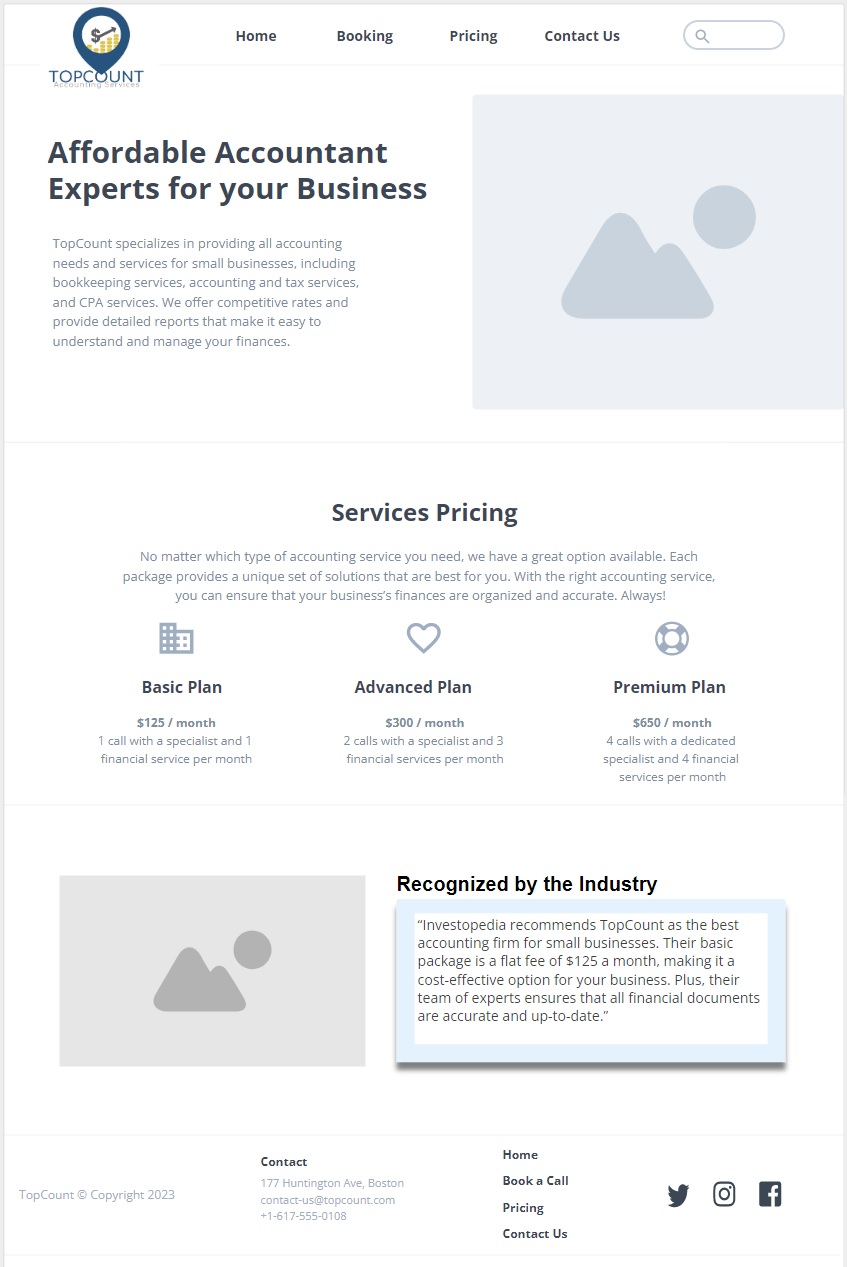 Home Booking Pricing Contact Us
$
TOPCOUNT
Accounting Services
Affordable Accountant
Experts for your Business
TopCount specializes in providing all accounting
needs and services for small businesses, including
bookkeeping services, accounting and tax services,
and CPA services. We offer competitive rates and
provide detailed reports that make it easy to
understand and manage your finances.
Services Pricing
No matter which type of accounting service you need, we have a great option available. Each
package provides a unique set of solutions that are best for you. With the right accounting service,
you can ensure that your business’s finances are organized and accurate. Always!
Basic Plan
$125 / month
1 call with a specialist and 1
financial service per month
Advanced Plan
$300 / month
2 calls with a specialist and 3
financial services per month
Premium Plan
$650 / month
4 calls with a dedicated
specialist and 4 financial
services per month
Recognized by the Industry
“Investopedia recommends TopCount as the best
accounting firm for small businesses. Their basic
package is a flat fee of $125 a month, making it a
cost-effective option for your business. Plus, their
team of experts ensures that all financial documents
are accurate and up-to-date.”
TopCount © Copyright 2023
Contact
177 Huntington Ave, Boston
contact-us@topcount.com
+1-617-555-0108
Home
Book a Call
Pricing
Contact Us